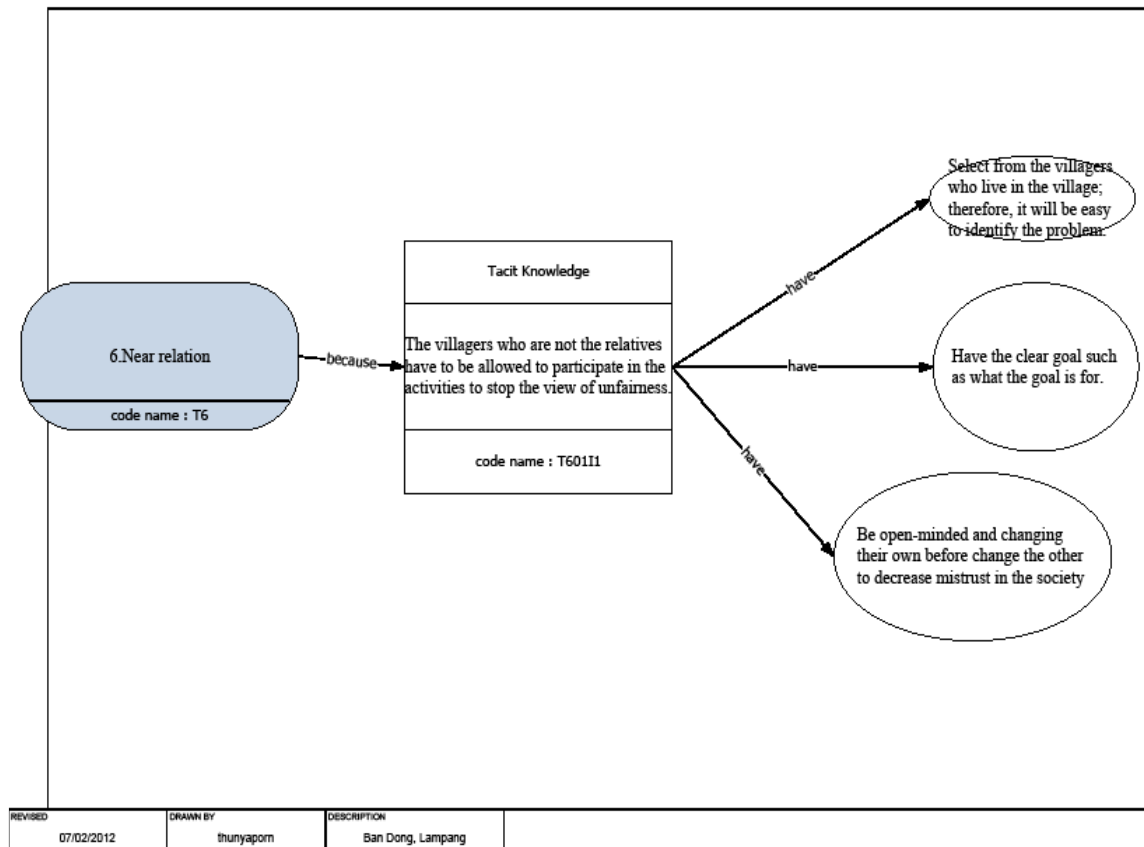 6.Near relation
code name : T6
because
Tacit Knowledge
The villagers who are not the relatives
have to be allowed to participate in the
activities to stop the view of unfairness.
code name : T601I1
have
Select from the villagers
who live in the village;
therefore, it will be easy
to identify the problem.
have
Have the clear goal such
as what the goal is for.
have
Be open-minded and changing
their own before change the other
to decrease mistrust in the society
REVISED
07/02/2012
DRAWN BY
thunyaporn
DESCRIPTION
Ban Dong, Lampang